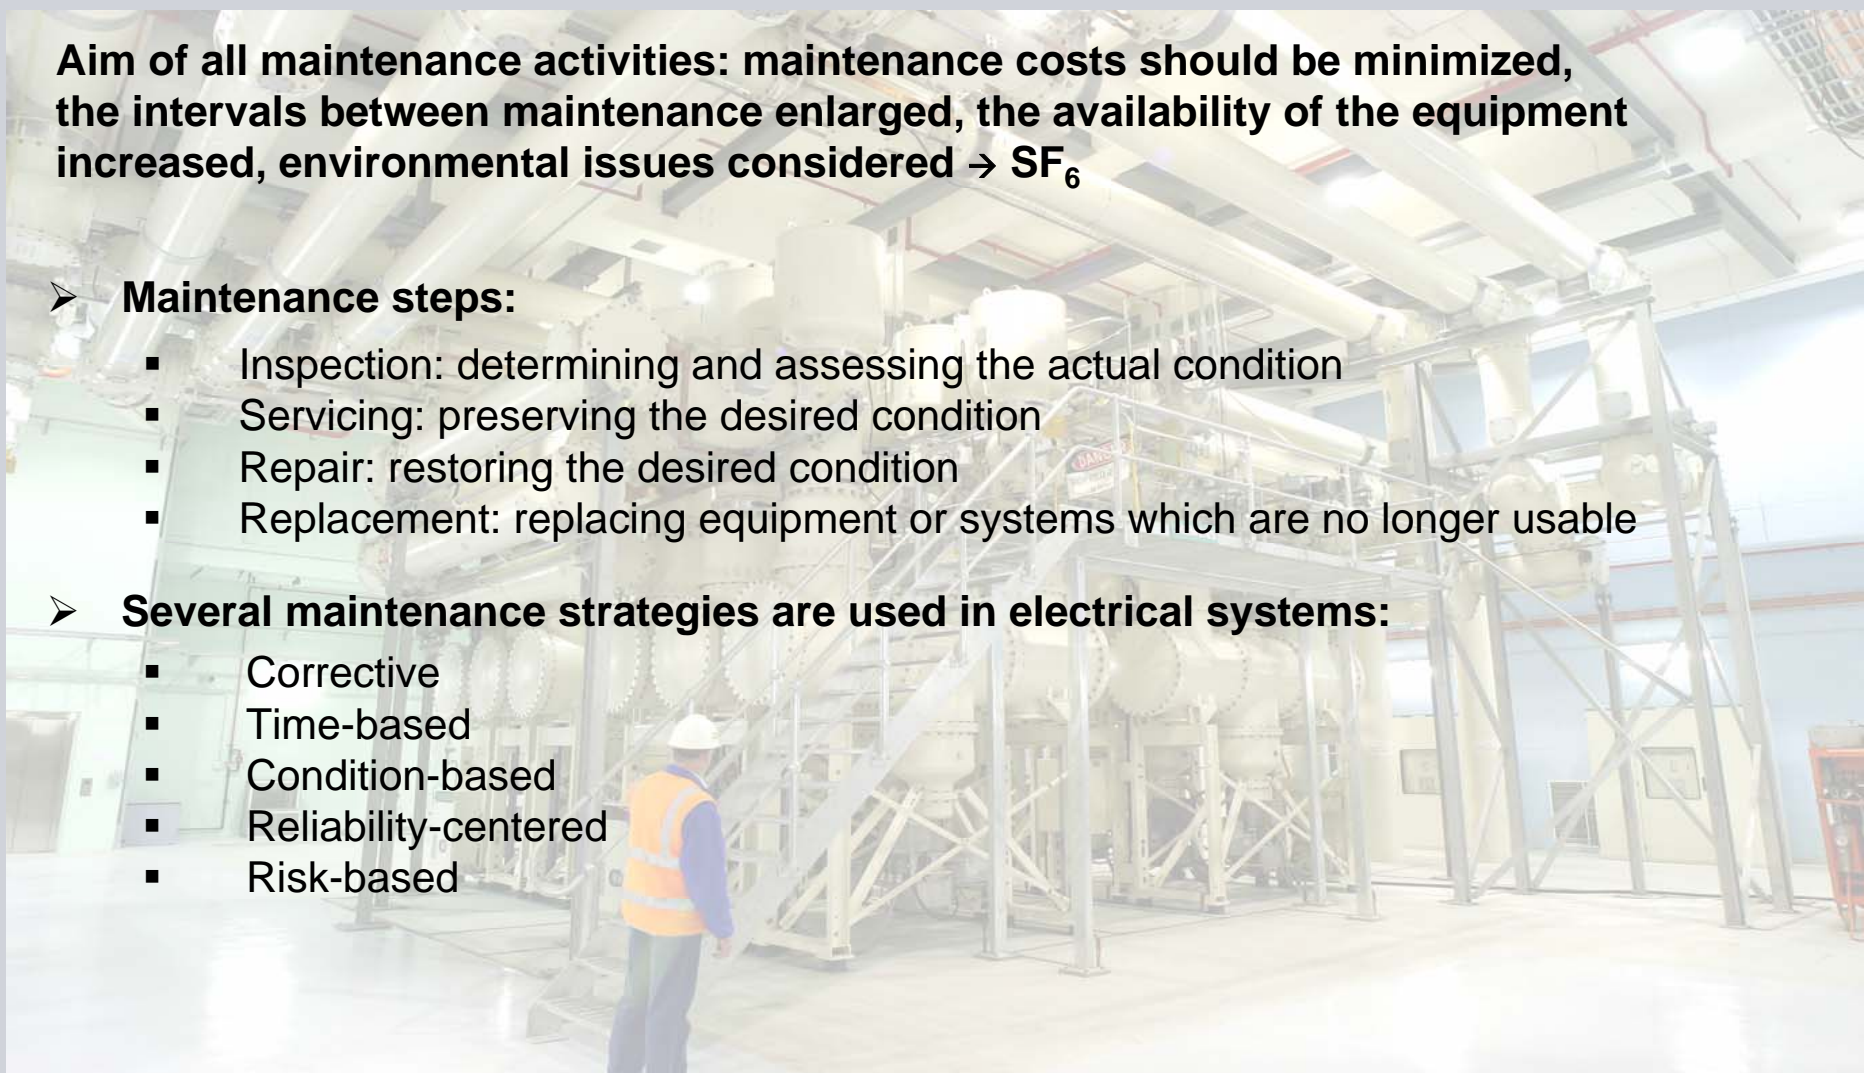 Aim of all maintenance activities: maintenance costs should be minimized,
the intervals between maintenance enlarged, the availability of the equipment
increased, environmental issues considered → SF₆
➢ Maintenance steps:
▪ Inspection: determining and assessing the actual condition
▪ Servicing: preserving the desired condition
▪ Repair: restoring the desired condition
▪ Replacement: replacing equipment or systems which are no longer usable
➢ Several maintenance strategies are used in electrical systems:
▪ Corrective
▪ Time-based
▪ Condition-based
▪ Reliability-centered
▪ Risk-based